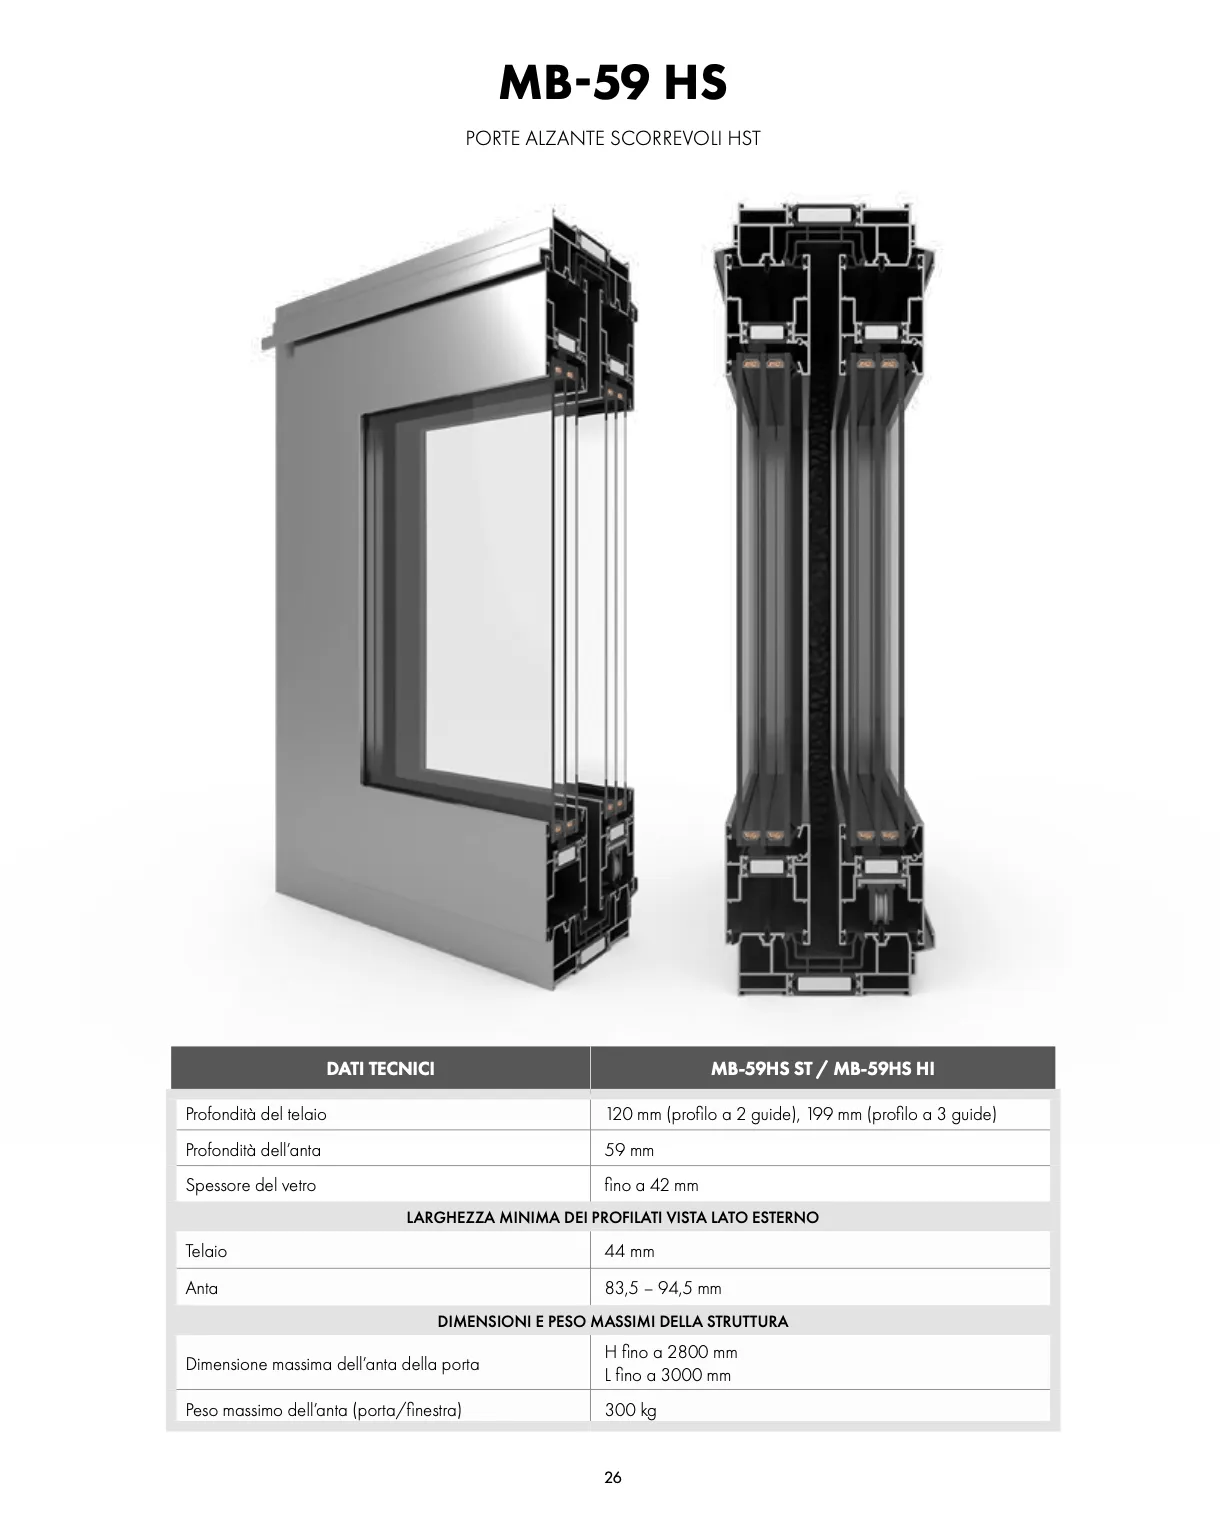 MB-59 HS
PORTE ALZANTE SCORREVOLI HST
DATI TECNICI
MB-59HS ST / MB-59HS HI
Profondità del telaio
120 mm (profilo a 2 guide), 199 mm (profilo a 3 guide)
Profondità dell'anta
59 mm
Spessore del vetro
fino a 42 mm
LARGHEZZA MINIMA DEI PROFILATI VISTA LATO ESTERNO
Telaio
44 mm
Anta
83,5 – 94,5 mm
DIMENSIONI E PESO MASSIMI DELLA STRUTTURA
Dimensione massima dell'anta della porta
H fino a 2800 mm
L fino a 3000 mm
Peso massimo dell'anta (porta/finestra)
300 kg
26